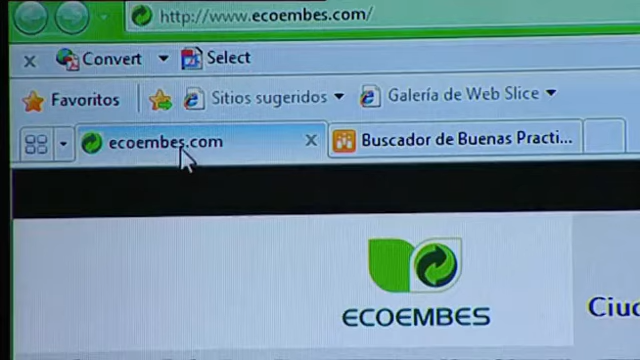 http://www.ecoembes.com/
Convert Select
Favoritos Sitios sugeridos Galería de Web Slice
ecoembes.com Buscador de Buenas Practi...
ECOEMBES
Ciuc